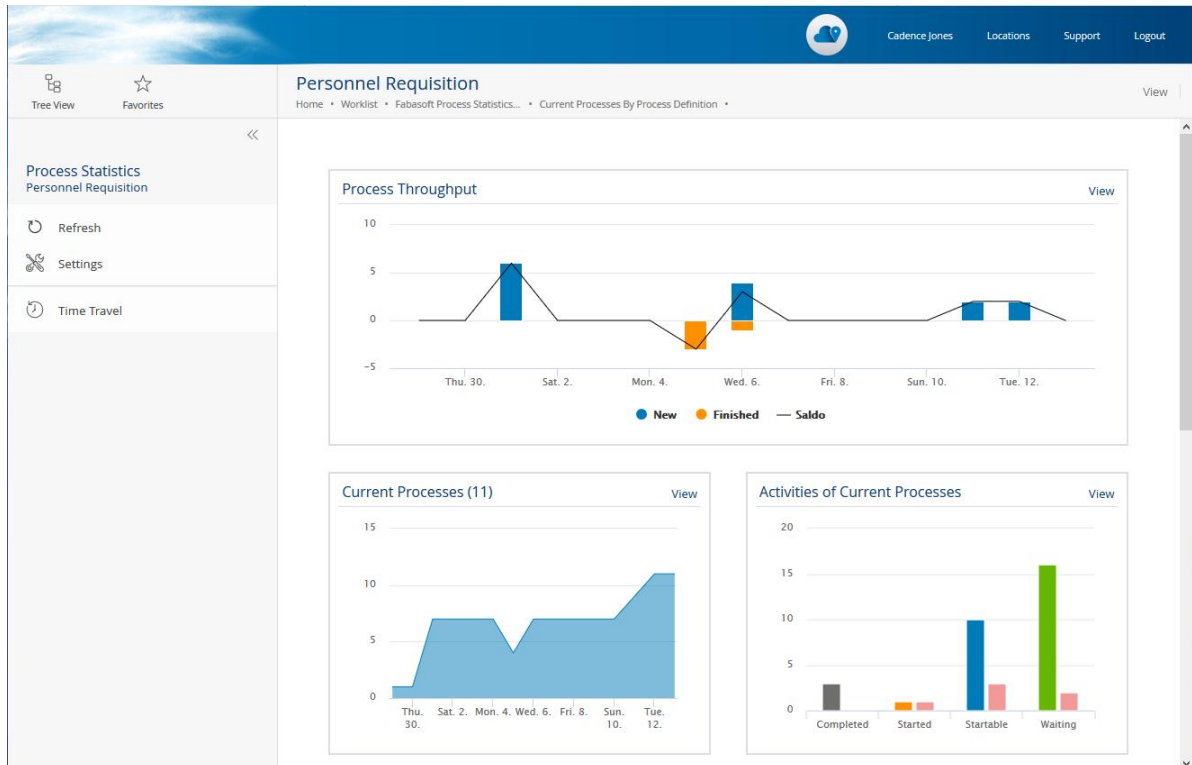 Cadence Jones Locations Support Logout
Tree View Favorites
Personnel Requisition
Home • Worklist • Fabasoft Process Statistics... • Current Processes By Process Definition •
View
Process Statistics
Personnel Requisition
Refresh
Settings
Time Travel
Process Throughput View
10
5
0
−5
Thu. 30. Sat. 2. Mon. 4. Wed. 6. Fri. 8. Sun. 10. Tue. 12.
New Finished Saldo
Current Processes (11) View
15
10
5
0
Thu. 30. Sat. 2. Mon. 4. Wed. 6. Fri. 8. Sun. 10. Tue. 12.
Activities of Current Processes View
20
15
10
5
0
Completed Started Startable Waiting